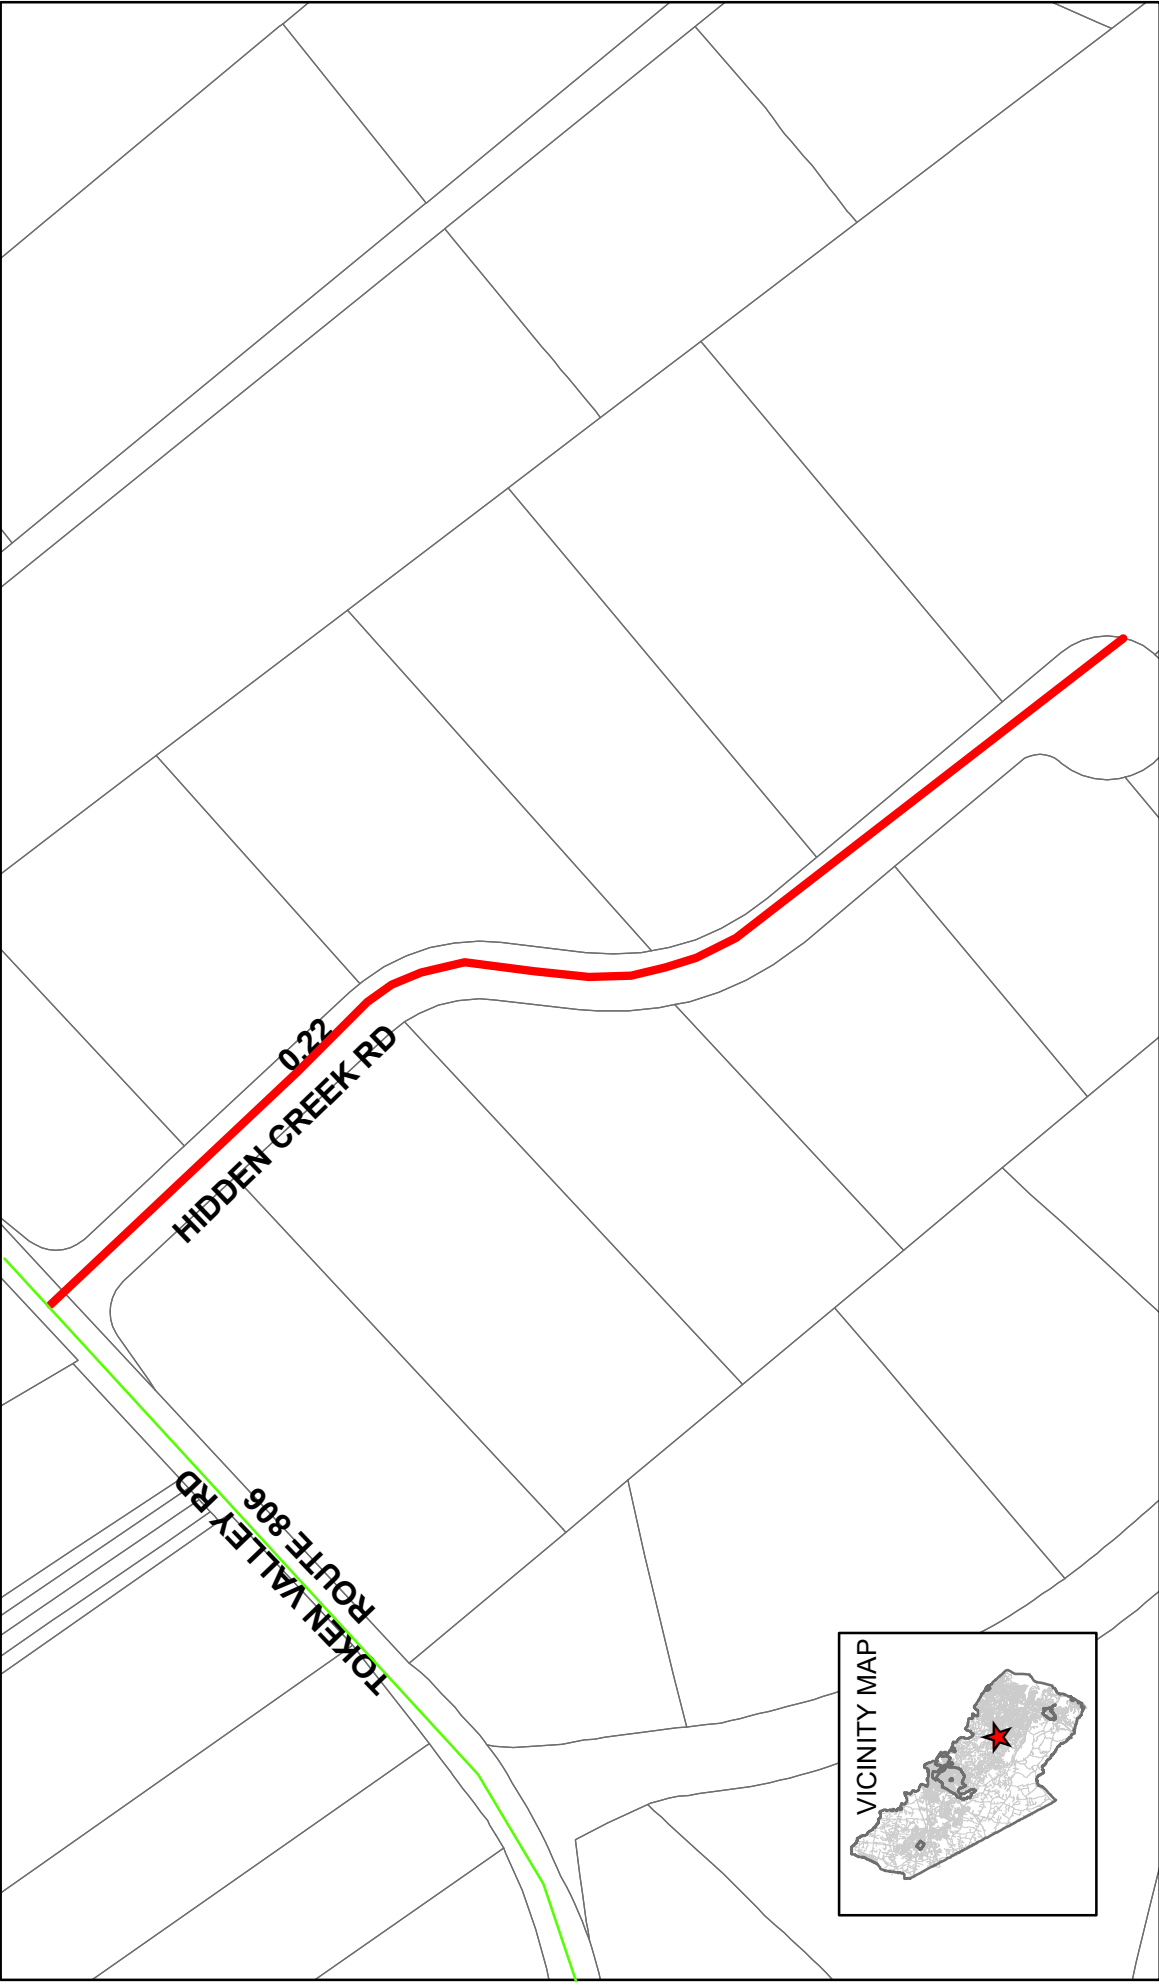 0.22
HIDDEN CREEK RD
TOKEN VALLEY RD
ROUTE 806
VICINITY MAP